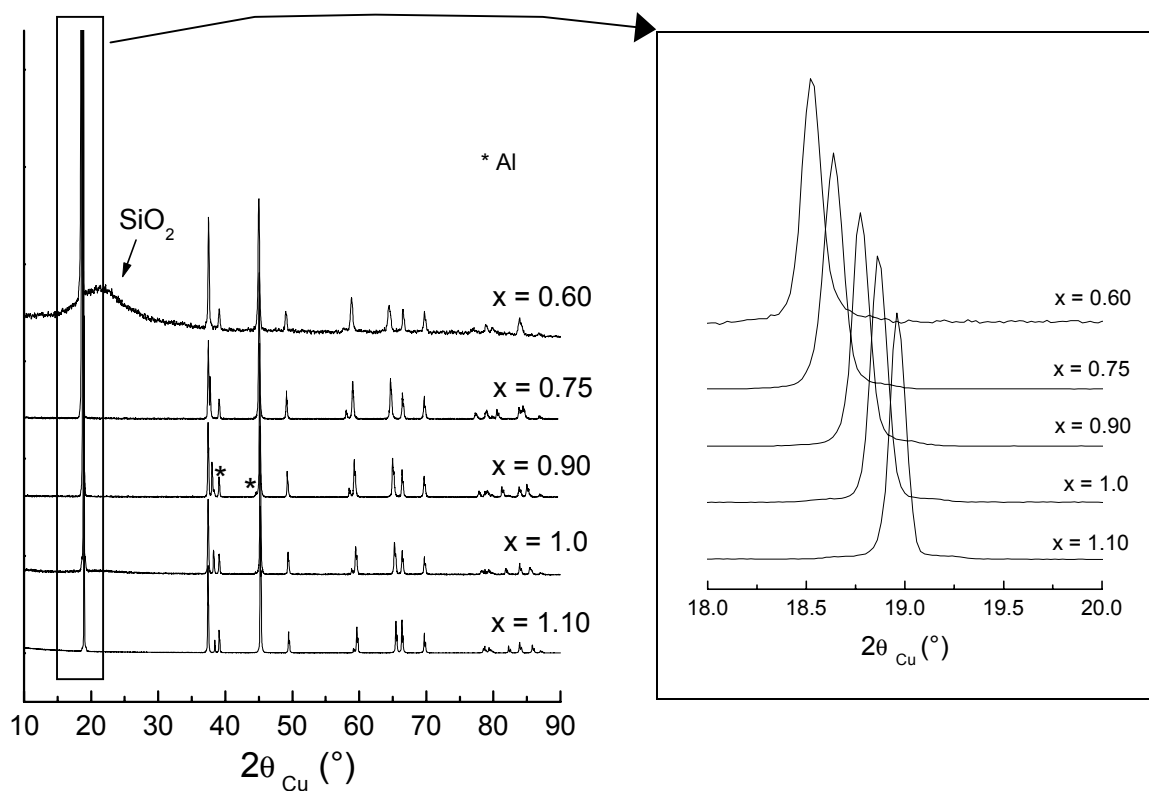 * Al
SiO2
x = 0.60
x = 0.75
*
*
x = 0.90
x = 1.0
x = 1.10
10 20 30 40 50 60 70 80 90
2θ Cu (°)
x = 0.60
x = 0.75
x = 0.90
x = 1.0
x = 1.10
18.0 18.5 19.0 19.5 20.0
2θ Cu (°)